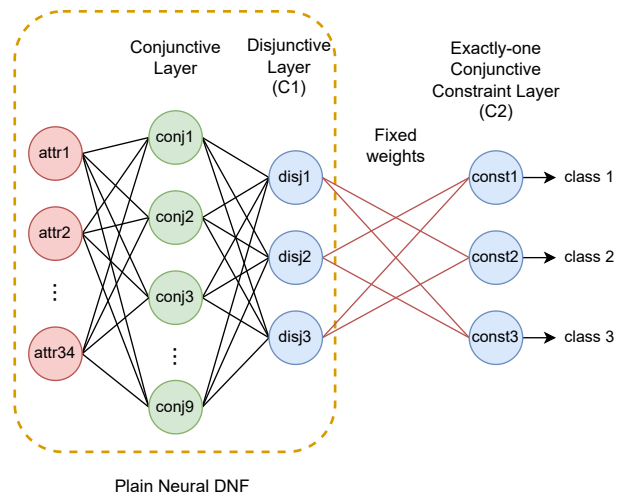 Conjunctive
Layer
Disjunctive
Layer
(C1)
Exactly-one
Conjunctive
Constraint Layer
(C2)
Fixed
weights
attr1
attr2
...
attr34
conj1
conj2
conj3
...
conj9
disj1
disj2
disj3
const1
const2
const3
class 1
class 2
class 3
Plain Neural DNF